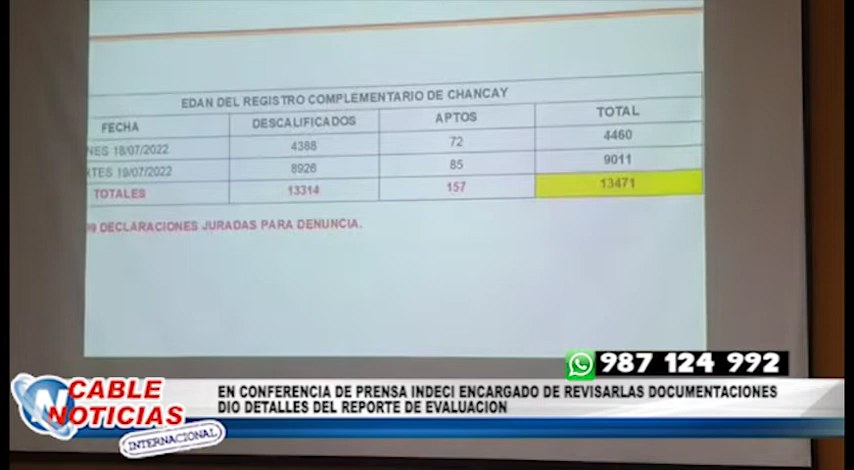 EDAN DEL REGISTRO COMPLEMENTARIO DE CHANCAY
FECHA DESCALIFICADOS APTOS TOTAL
NES 18/07/2022 4388 72 4460
RTES 19/07/2022 8926 85 9011
TOTALES 13314 157 13471
DECLARACIONES JURADAS PARA DENUNCIA.
987 124 992
CABLE
NOTICIAS
INTERNACIONAL
EN CONFERENCIA DE PRENSA INDECI ENCARGADO DE REVISARLAS DOCUMENTACIONES
DIO DETALLES DEL REPORTE DE EVALUACION